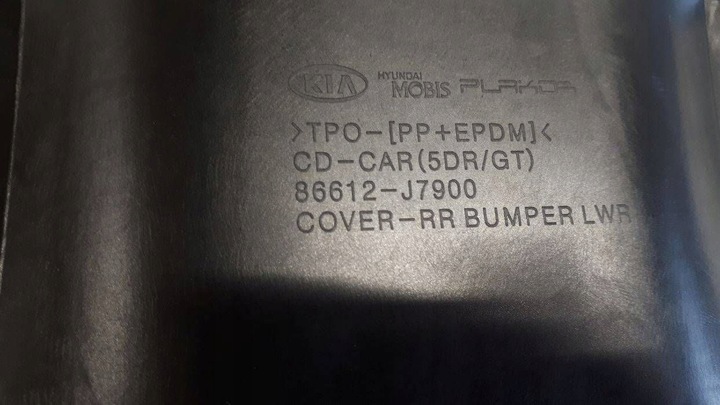 KIA HYUNDAI MOBIS PLAKOR
>TPO-[PP+EPDM]<
CD-CAR(5DR/GT)
86612-J7900
COVER-RR BUMPER LWR